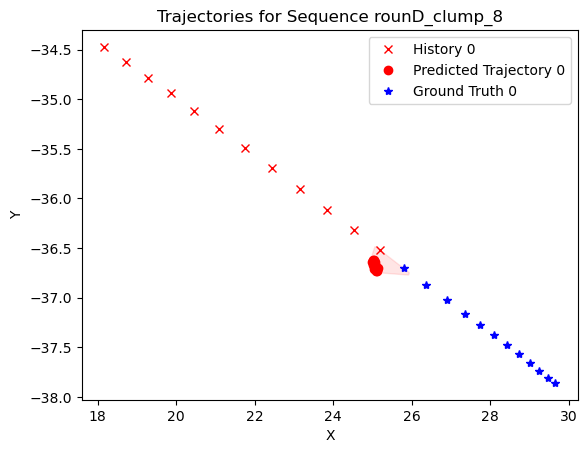 Trajectories for Sequence rounD_clump_8
History 0
Predicted Trajectory 0
Ground Truth 0
−34.5
−35.0
−35.5
−36.0
−36.5
−37.0
−37.5
−38.0
Y
18 20 22 24 26 28 30
X